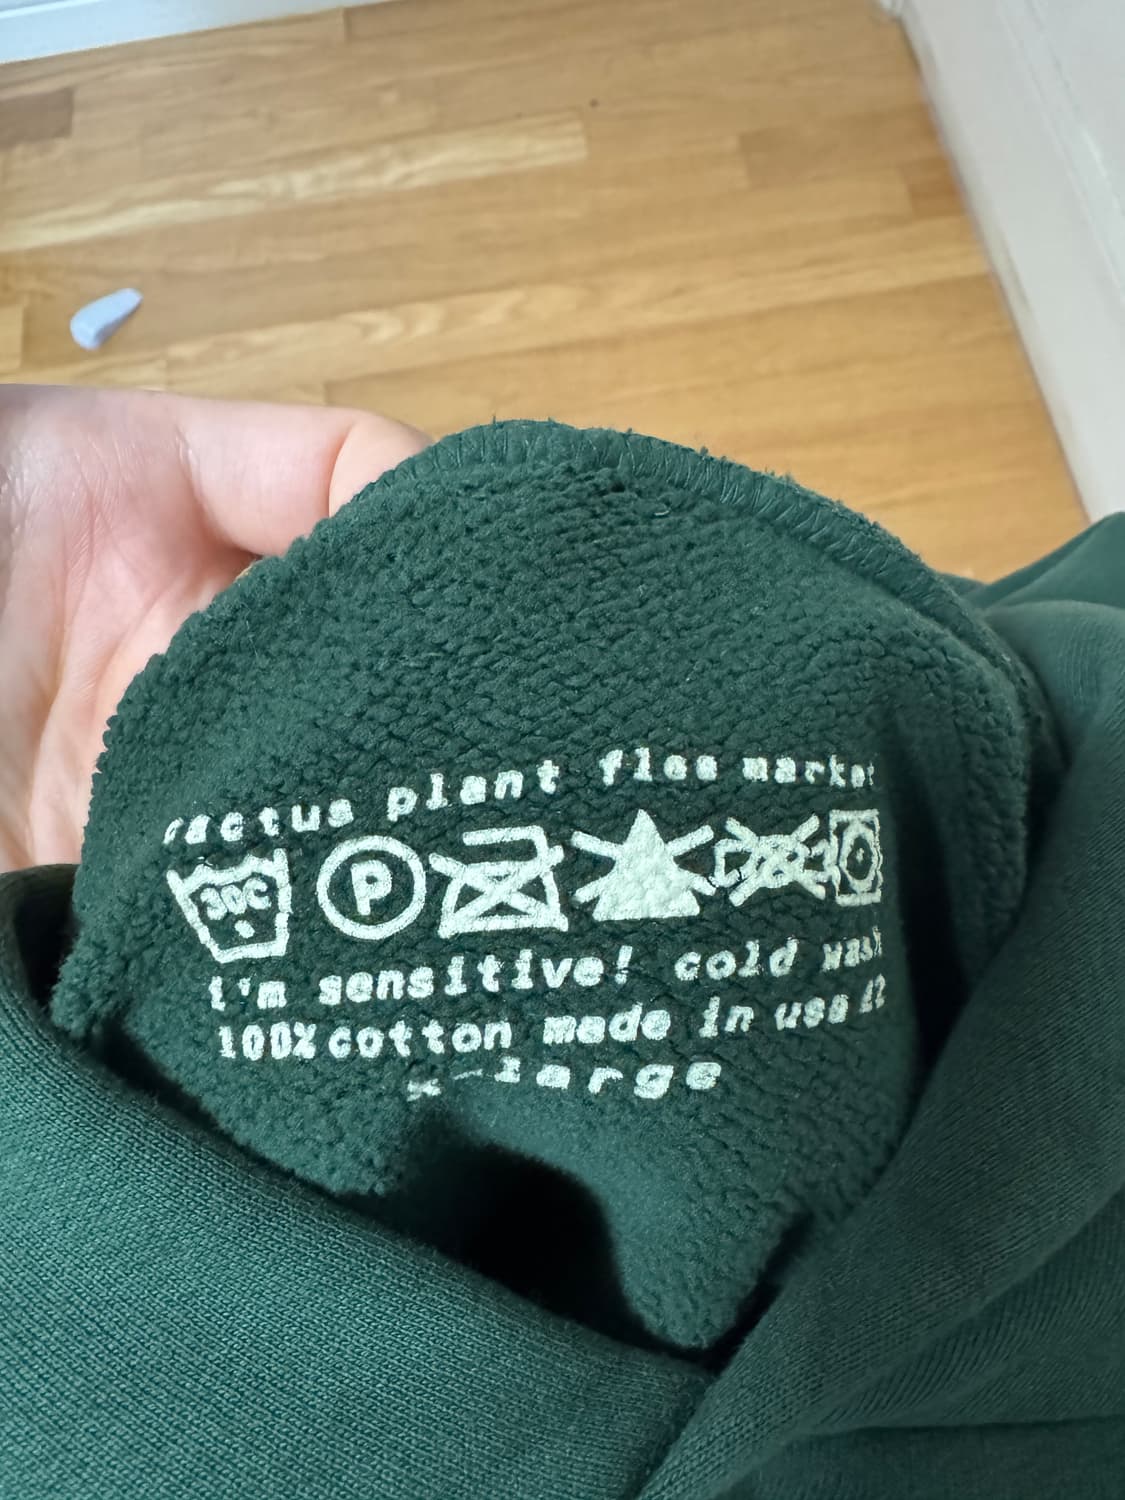 cactus plant flea market
30C P
i'm sensitive! cold wash
100% cotton made in usa
x-large